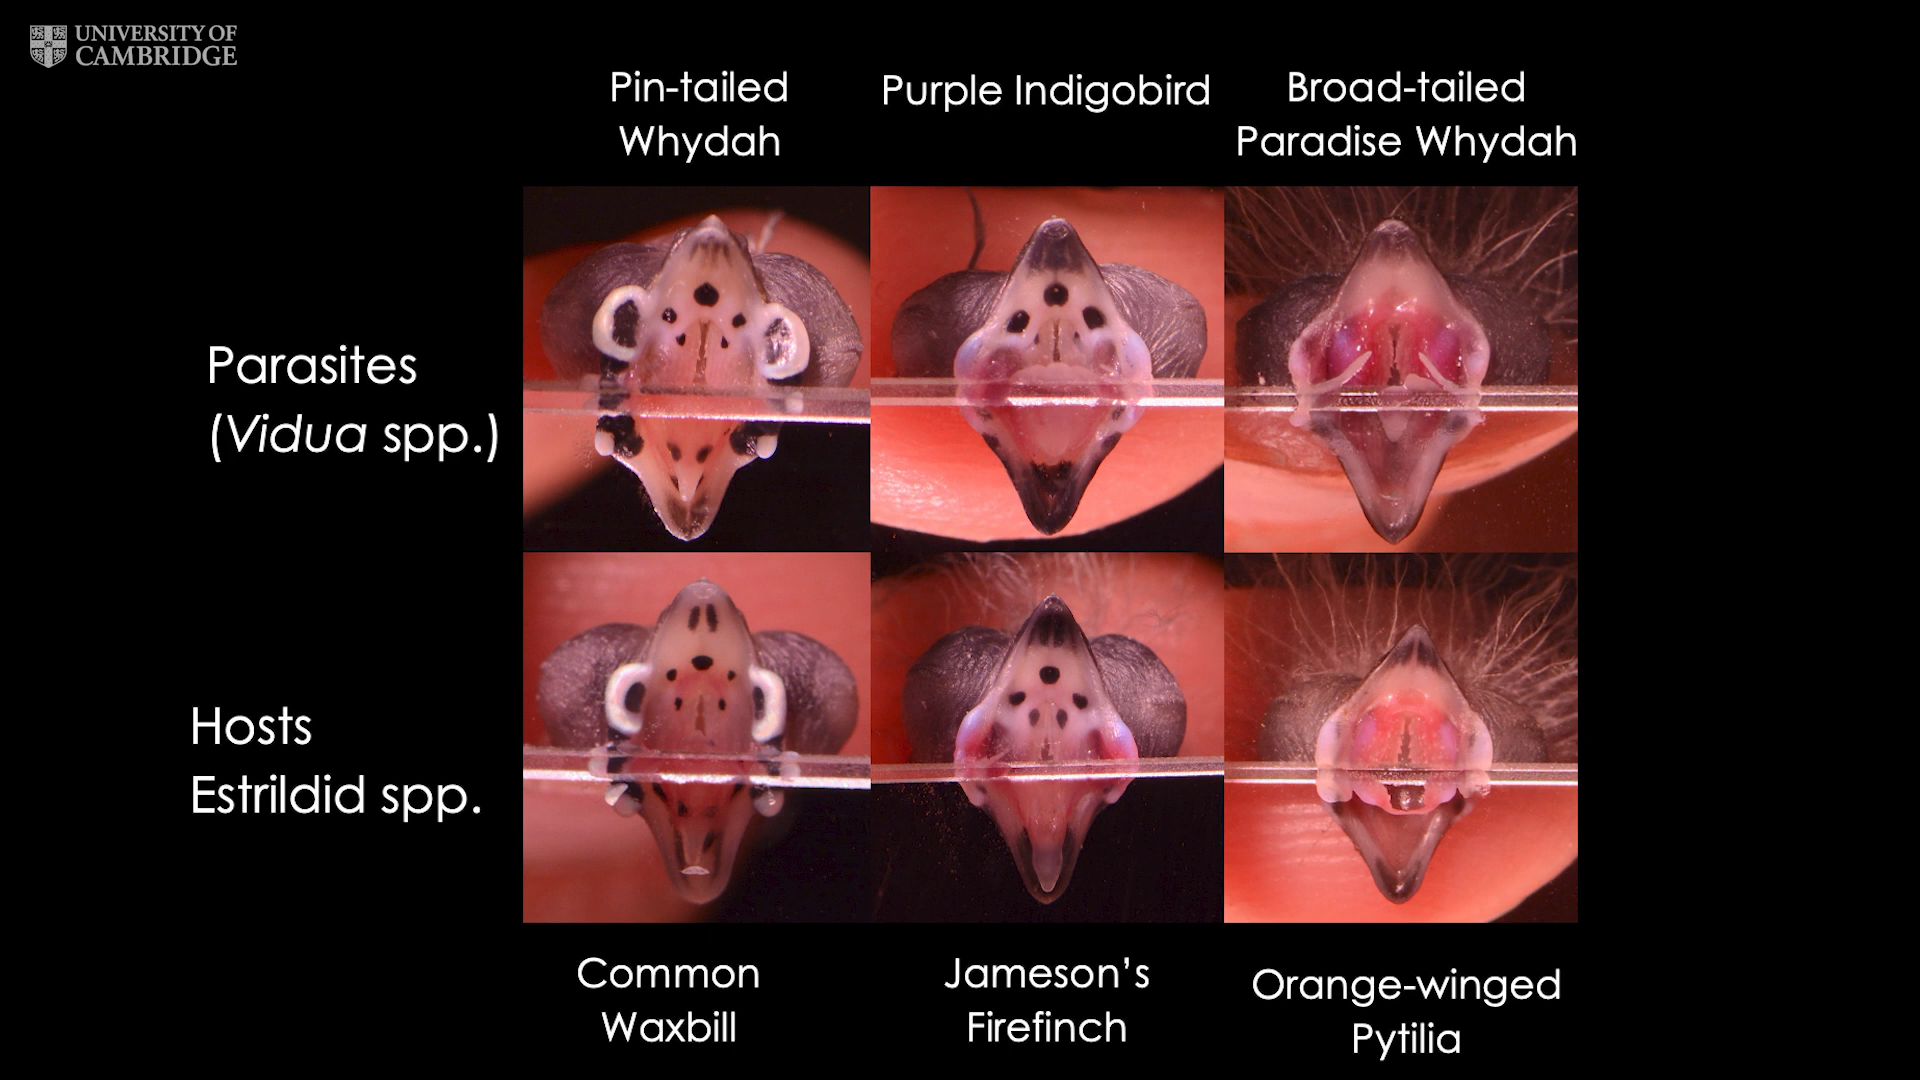 UNIVERSITY OF
CAMBRIDGE
Pin-tailed
Whydah
Purple Indigobird
Broad-tailed
Paradise Whydah
Parasites
(Vidua spp.)
Hosts
Estrildid spp.
Common
Waxbill
Jameson’s
Firefinch
Orange-winged
Pytilia